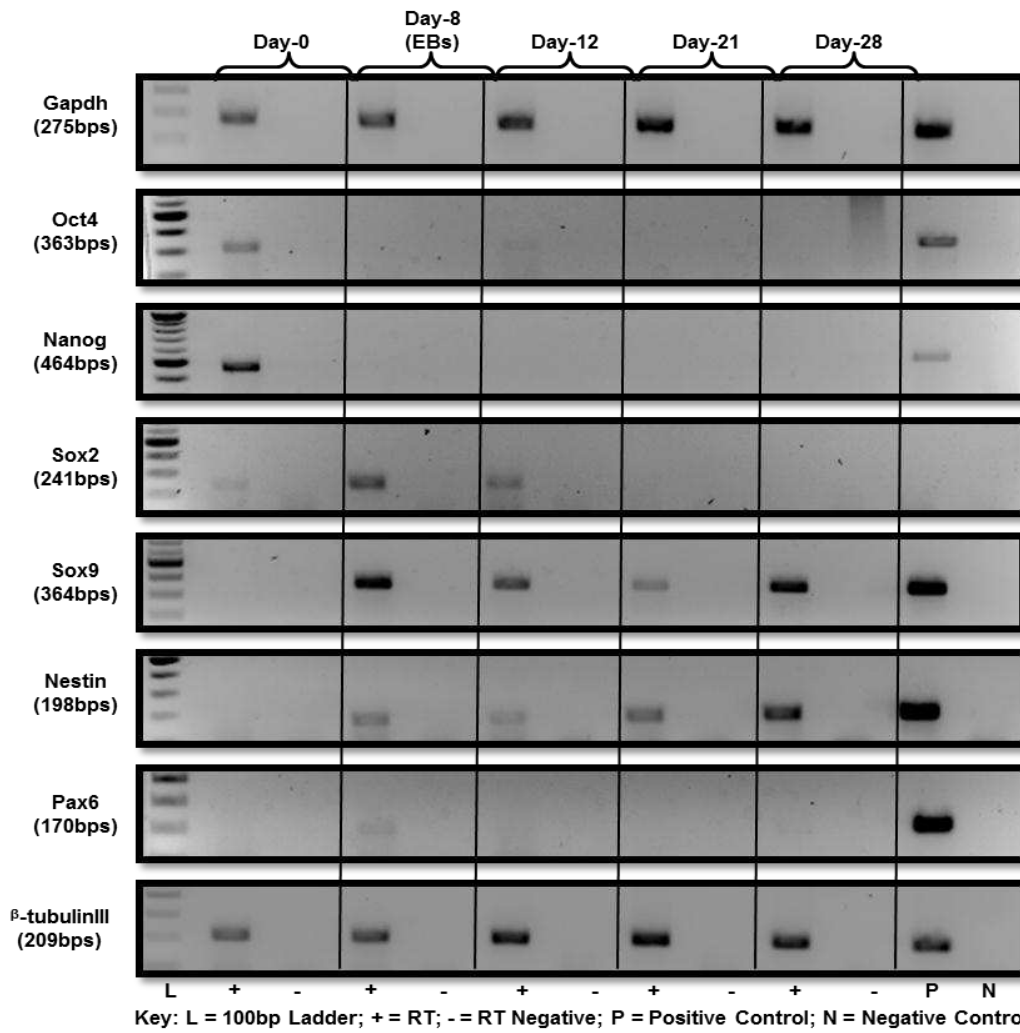 Day-0
Day-8
(EBs)
Day-12
Day-21
Day-28
Gapdh
(275bps)
Oct4
(363bps)
Nanog
(464bps)
Sox2
(241bps)
Sox9
(364bps)
Nestin
(198bps)
Pax6
(170bps)
β-tubulinIII
(209bps)
L + - + - + - + - + - P N
Key: L = 100bp Ladder; + = RT; - = RT Negative; P = Positive Control; N = Negative Contro